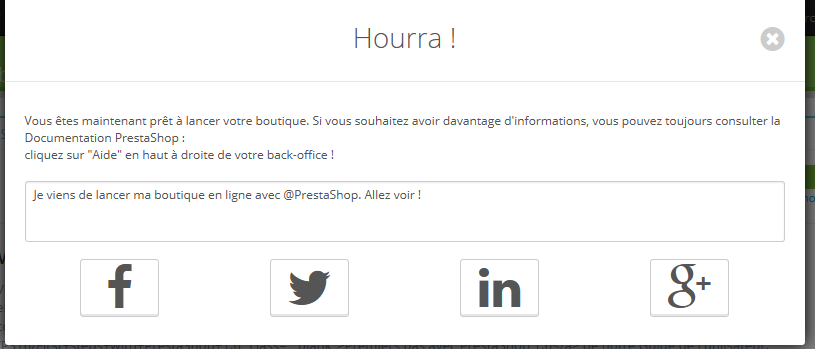 Hourra !
Vous êtes maintenant prêt à lancer votre boutique. Si vous souhaitez avoir davantage d'informations, vous pouvez toujours consulter la
Documentation PrestaShop :
cliquez sur "Aide" en haut à droite de votre back-office !
Je viens de lancer ma boutique en ligne avec @PrestaShop. Allez voir !
f
in
g+